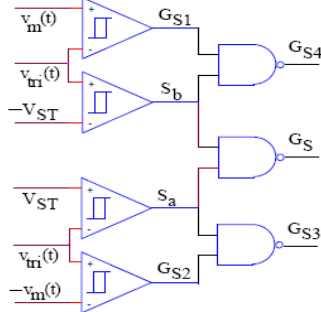 v_m(t)
+
-
G_S1
G_S4
v_tri(t)
+
-
S_b
−V_ST
G_S
V_ST
+
-
S_a
v_tri(t)
+
-
G_S2
G_S3
−v_m(t)